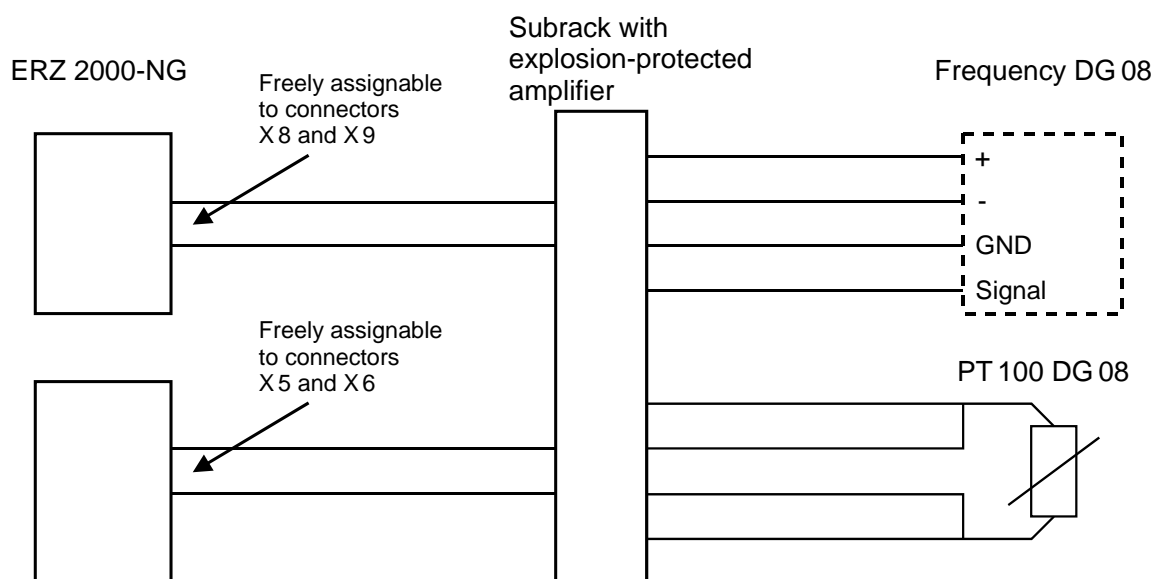 ERZ 2000-NG
Freely assignable
to connectors
X 8 and X 9
Subrack with
explosion-protected
amplifier
Frequency DG 08
+
-
GND
Signal
Freely assignable
to connectors
X 5 and X 6
PT 100 DG 08